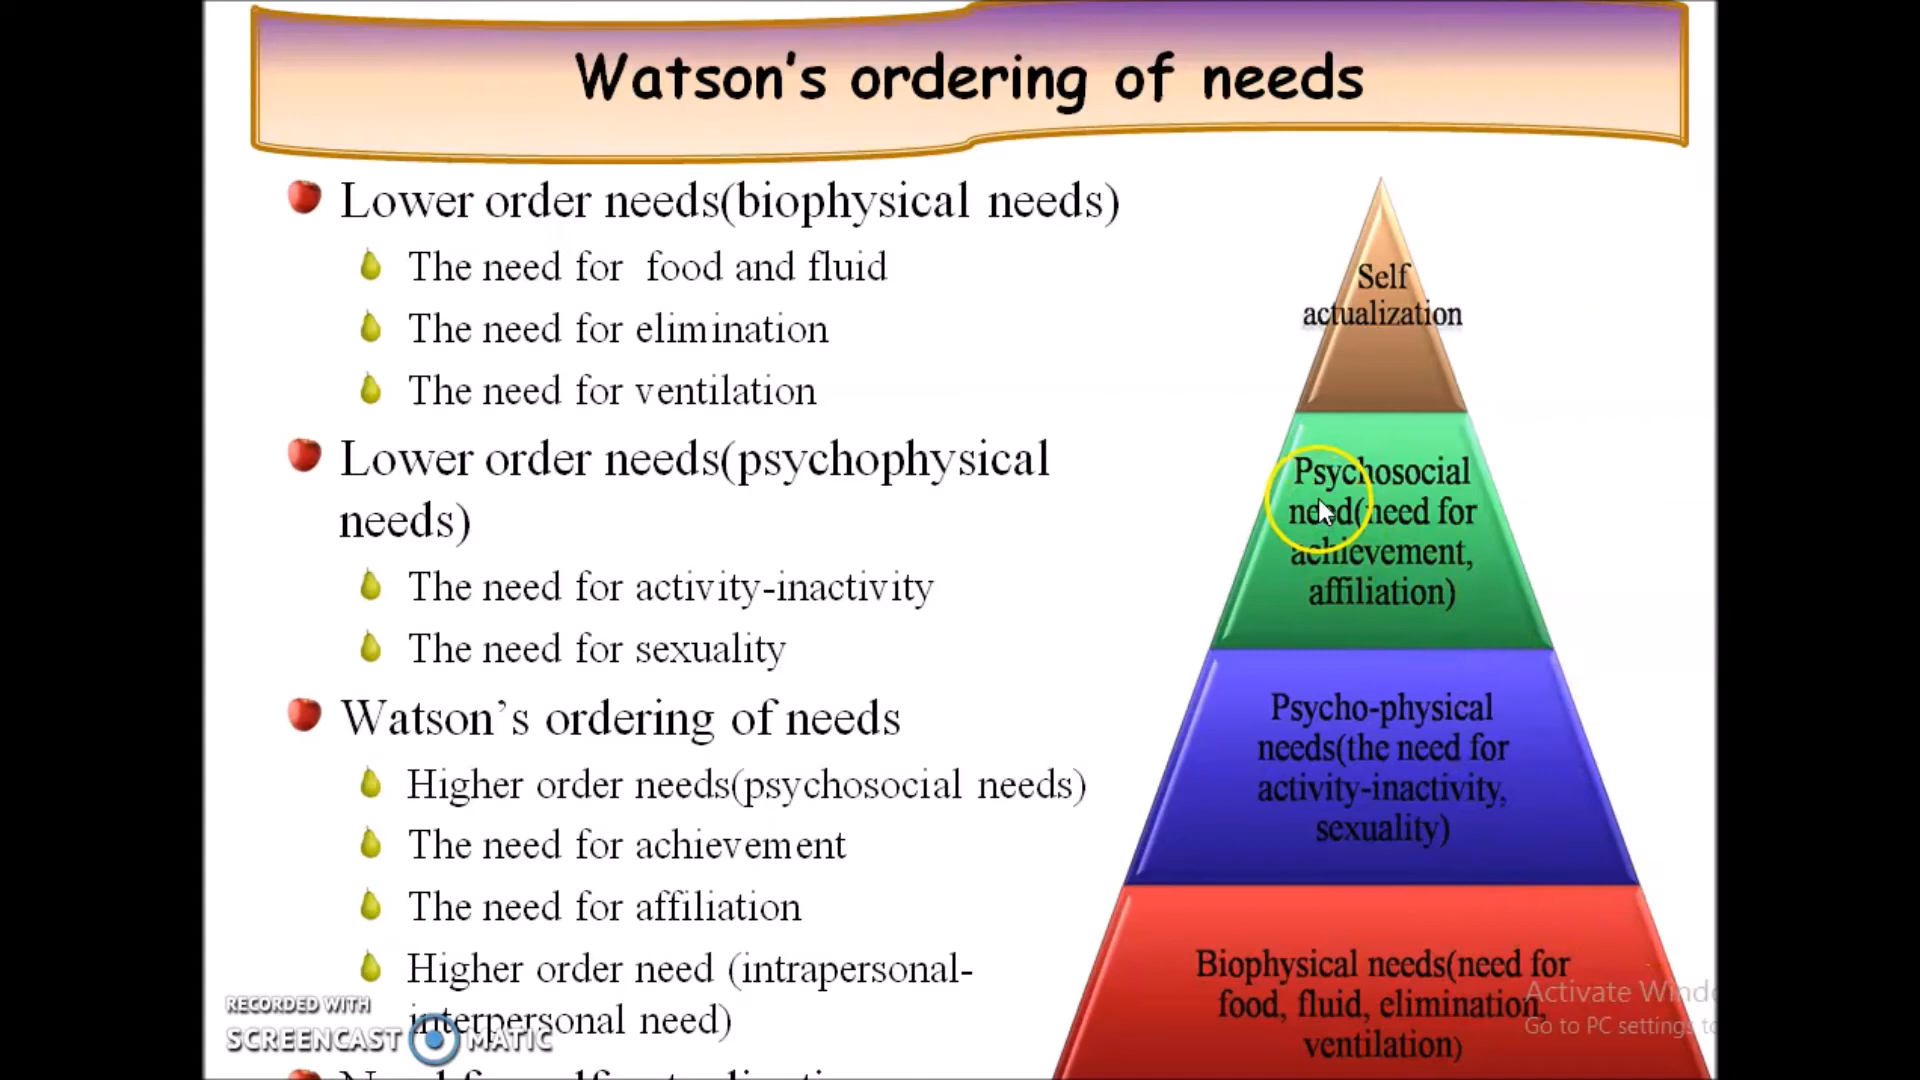 Watson's ordering of needs
Lower order needs(biophysical needs)
The need for food and fluid
The need for elimination
The need for ventilation
Lower order needs(psychophysical
needs)
The need for activity-inactivity
The need for sexuality
Watson's ordering of needs
Higher order needs(psychosocial needs)
The need for achievement
The need for affiliation
Higher order need (intrapersonal-
interpersonal need)
Self
actualization
Psychosocial
need(need for
achievement,
affiliation)
Psycho-physical
needs(the need for
activity-inactivity,
sexuality)
Biophysical needs(need for
food, fluid, elimination,
ventilation)
Activate
Go to PC settings
RECORDED WITH
SCREENCAST MATIC